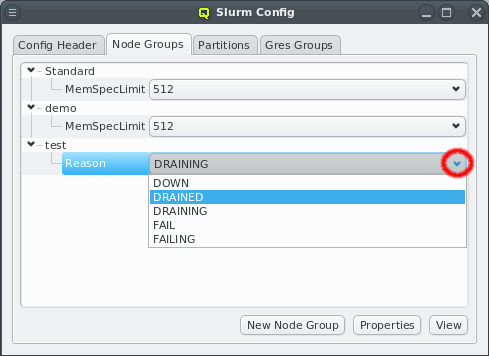 Slurm Config
Config Header Node Groups Partitions Gres Groups
Standard
MemSpecLimit 512
demo
MemSpecLimit 512
test
Reason DRAINING
DOWN
DRAINED
DRAINING
FAIL
FAILING
New Node Group Properties View